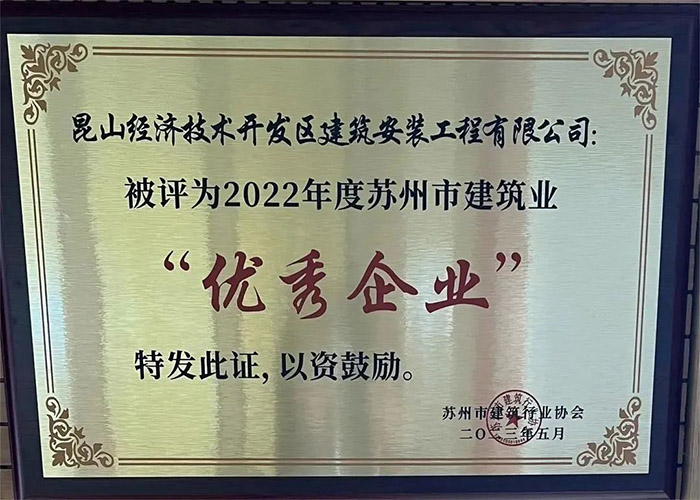 昆山经济技术开发区建筑安装工程有限公司:
被评为2022年度苏州市建筑业
“优秀企业”
特发此证,以资鼓励。
苏州市建筑行业协会
二〇二三年五月